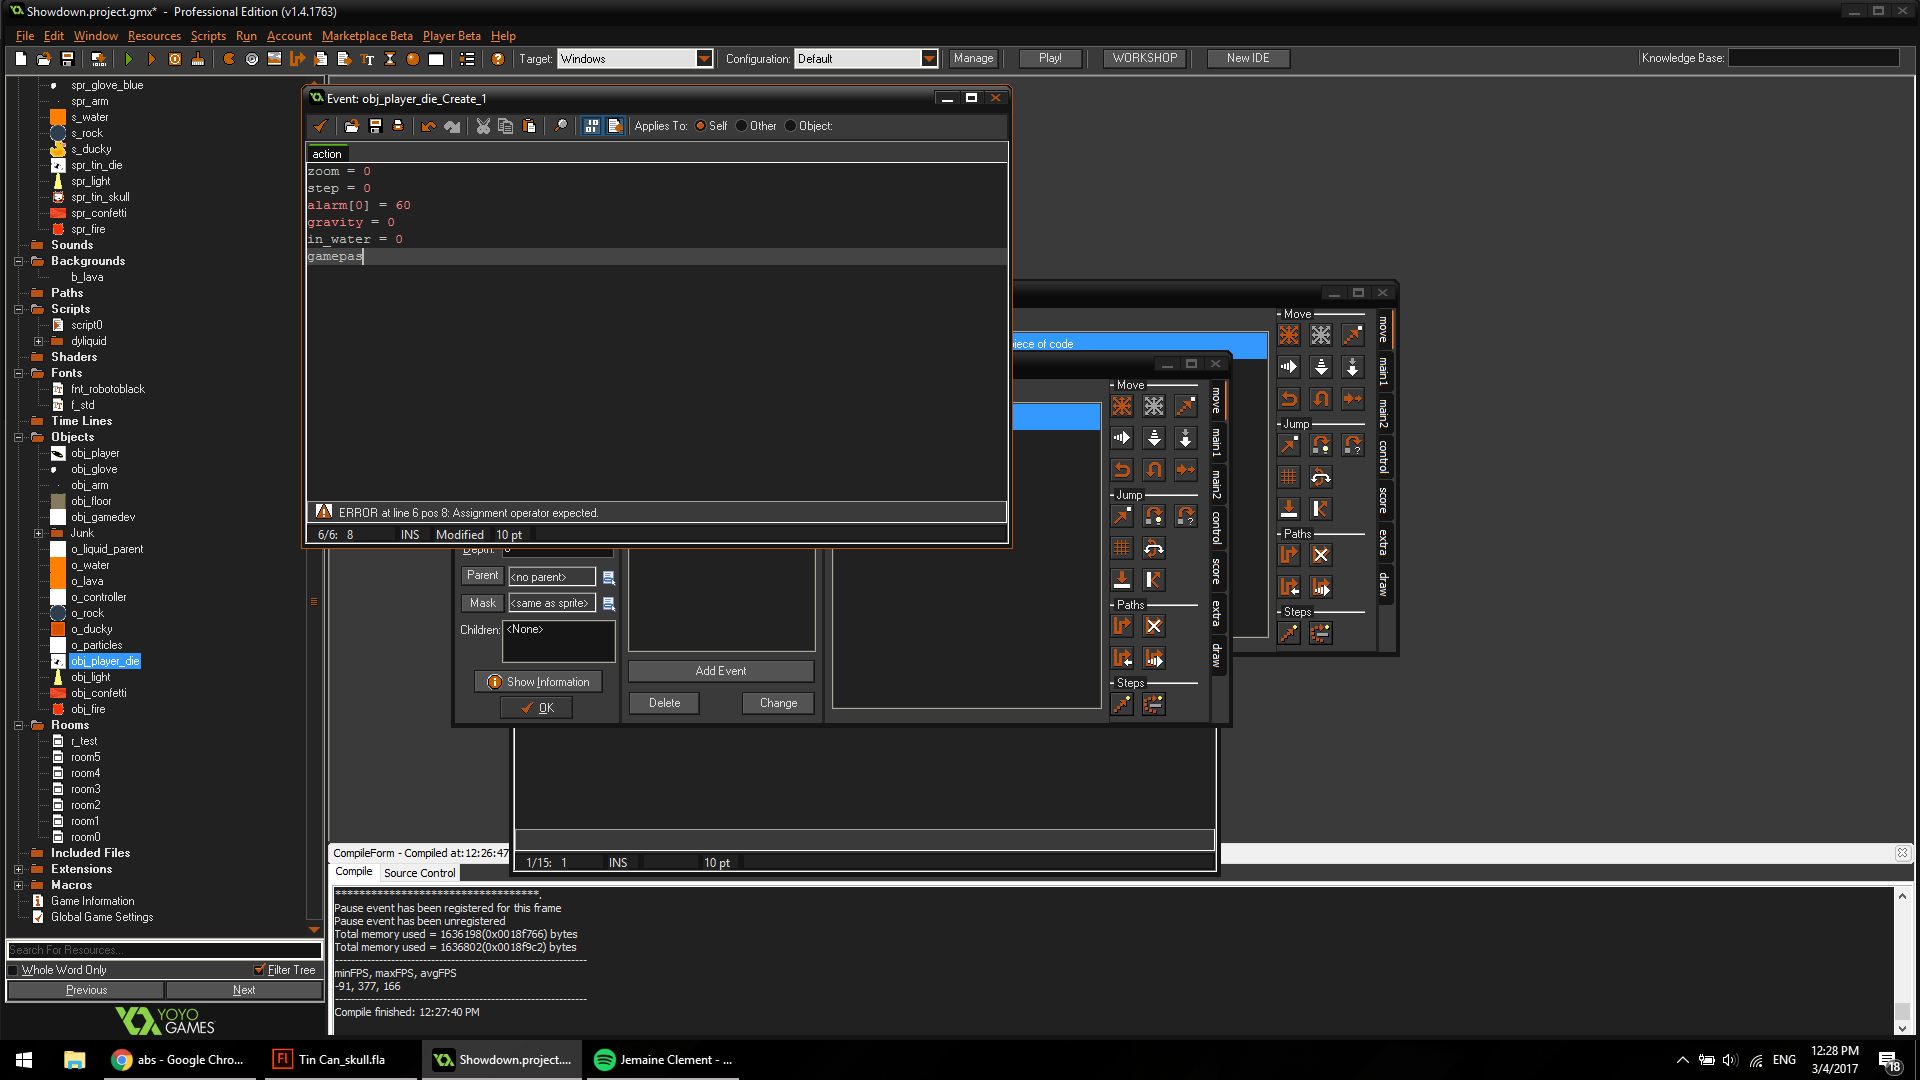 Showdown.project.gmx* - Professional Edition (v1.4.1763)
File Edit Window Resources Scripts Run Account Marketplace Beta Player Beta Help
Target: Windows Configuration: Default Manage Play! WORKSHOP New IDE Knowledge Base:
spr_glove_blue
spr_arm
s_water
s_rock
s_ducky
spr_tin_die
spr_light
spr_tin_skull
spr_confetti
spr_fire
Sounds
Backgrounds
b_lava
Paths
Scripts
script0
dyliquid
Shaders
Fonts
fnt_robotoblack
f_std
Time Lines
Objects
obj_player
obj_glove
obj_arm
obj_floor
obj_gamedev
Junk
o_liquid_parent
o_water
o_lava
o_controller
o_rock
o_ducky
o_particles
obj_player_die
obj_light
obj_confetti
obj_fire
Rooms
r_test
room5
room4
room3
room2
room1
room0
Included Files
Extensions
Macros
Game Information
Global Game Settings
Search For Resources...
Whole Word Only Filter Tree
Previous Next
YOYO
GAMES
Event: obj_player_die_Create_1
Applies To: Self Other Object:
action
zoom = 0
step = 0
alarm[0] = 60
gravity = 0
in_water = 0
gamepas
ERROR at line 6 pos 8: Assignment operator expected.
6/6: 8 INS Modified 10 pt
Depth:
Parent <no parent>
Mask <same as sprite>
Children: <None>
Show Information
OK
Add Event
Delete Change
Move
Jump
Paths
Steps
move
main1
main2
control
score
extra
draw
piece of code
Move
Jump
Paths
Steps
move
main1
main2
control
score
extra
draw
1/15: 1 INS 10 pt
CompileForm - Compiled at:12:26:47
Compile Source Control
**********************************.
Pause event has been registered for this frame
Pause event has been unregistered
Total memory used = 1636198(0x0018f766) bytes
Total memory used = 1636802(0x0018f9c2) bytes
minFPS, maxFPS, avgFPS
-91, 377, 166
Compile finished: 12:27:40 PM
abs - Google Chro... Fl Tin Can_skull.fla Showdown.project.... Jemaine Clement - ...
ENG 12:28 PM
3/4/2017
18